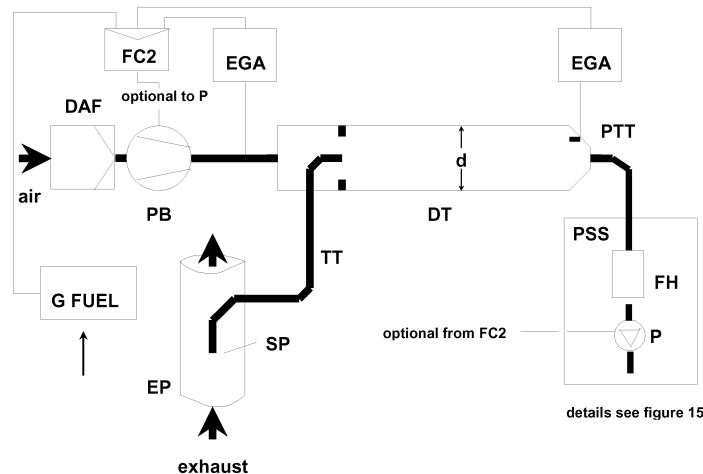 FC2
EGA
EGA
optional to P
DAF
PTT
d
air
PB
DT
PSS
TT
FH
G FUEL
SP
optional from FC2
P
EP
details see figure 15
exhaust